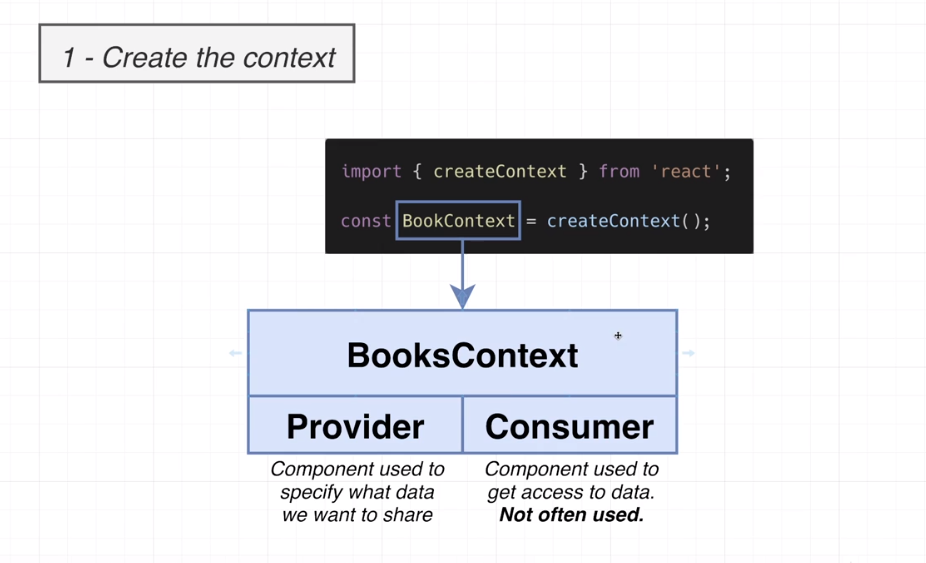 1 - Create the context
import { createContext } from 'react';
const BookContext = createContext();
BooksContext
Provider
Consumer
Component used to
specify what data
we want to share
Component used to
get access to data.
Not often used.